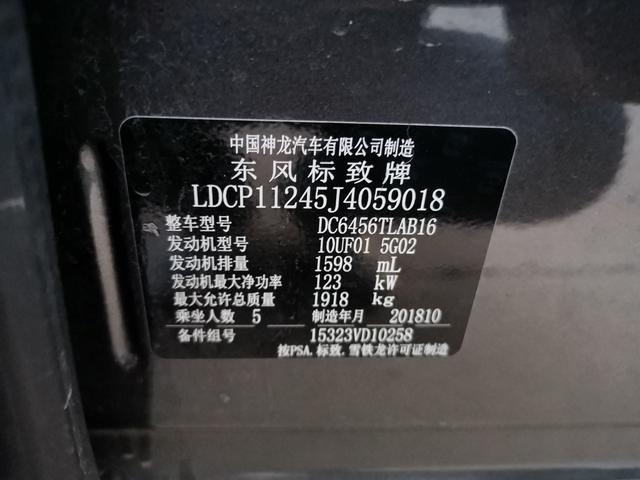 中国神龙汽车有限公司制造
东风标致牌
LDCP11245J4059018
整车型号 DC6456TLAB16
发动机型号 10UF01 5G02
发动机排量 1598 mL
发动机最大净功率 123 kW
最大允许总质量 1918 kg
乘坐人数 5 制造年月 201810
备件组号 15323VD10258
按PSA.标致.雪铁龙许可证制造